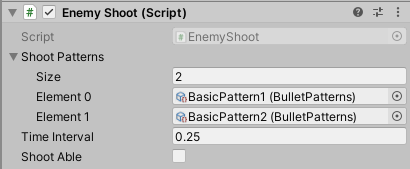 Enemy Shoot (Script)
Script EnemyShoot
Shoot Patterns
Size 2
Element 0 BasicPattern1 (BulletPatterns)
Element 1 BasicPattern2 (BulletPatterns)
Time Interval 0.25
Shoot Able